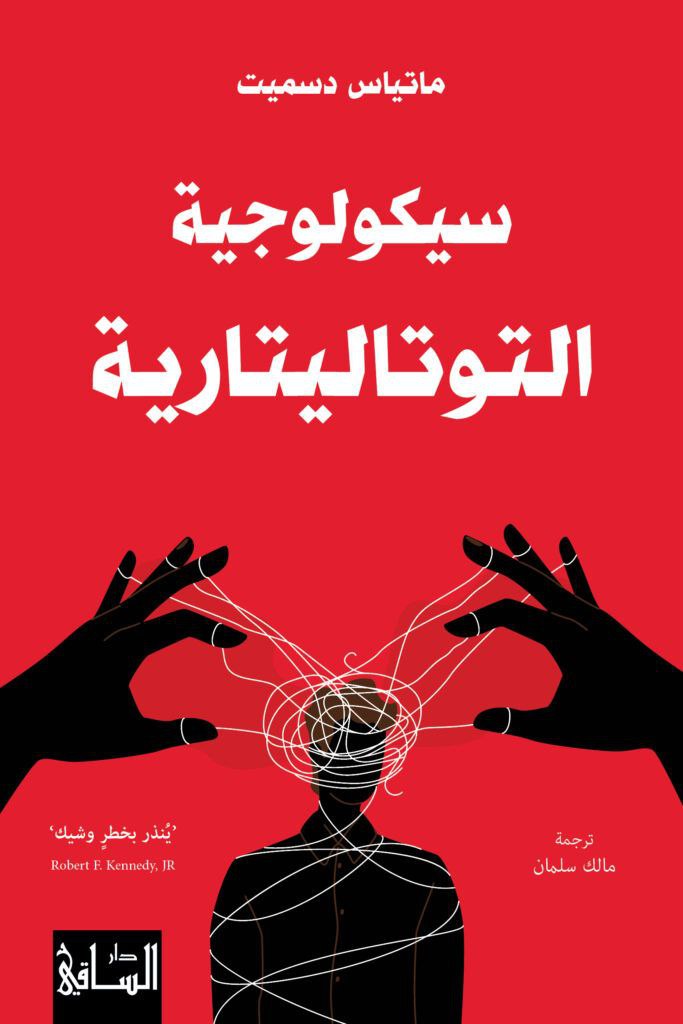 ماتياس دسميت
سيكولوجية
التوتاليتارية
‘يُنذر بخطرٍ وشيك’
Robert F. Kennedy, JR
ترجمة
مالك سلمان
دار
الساقي